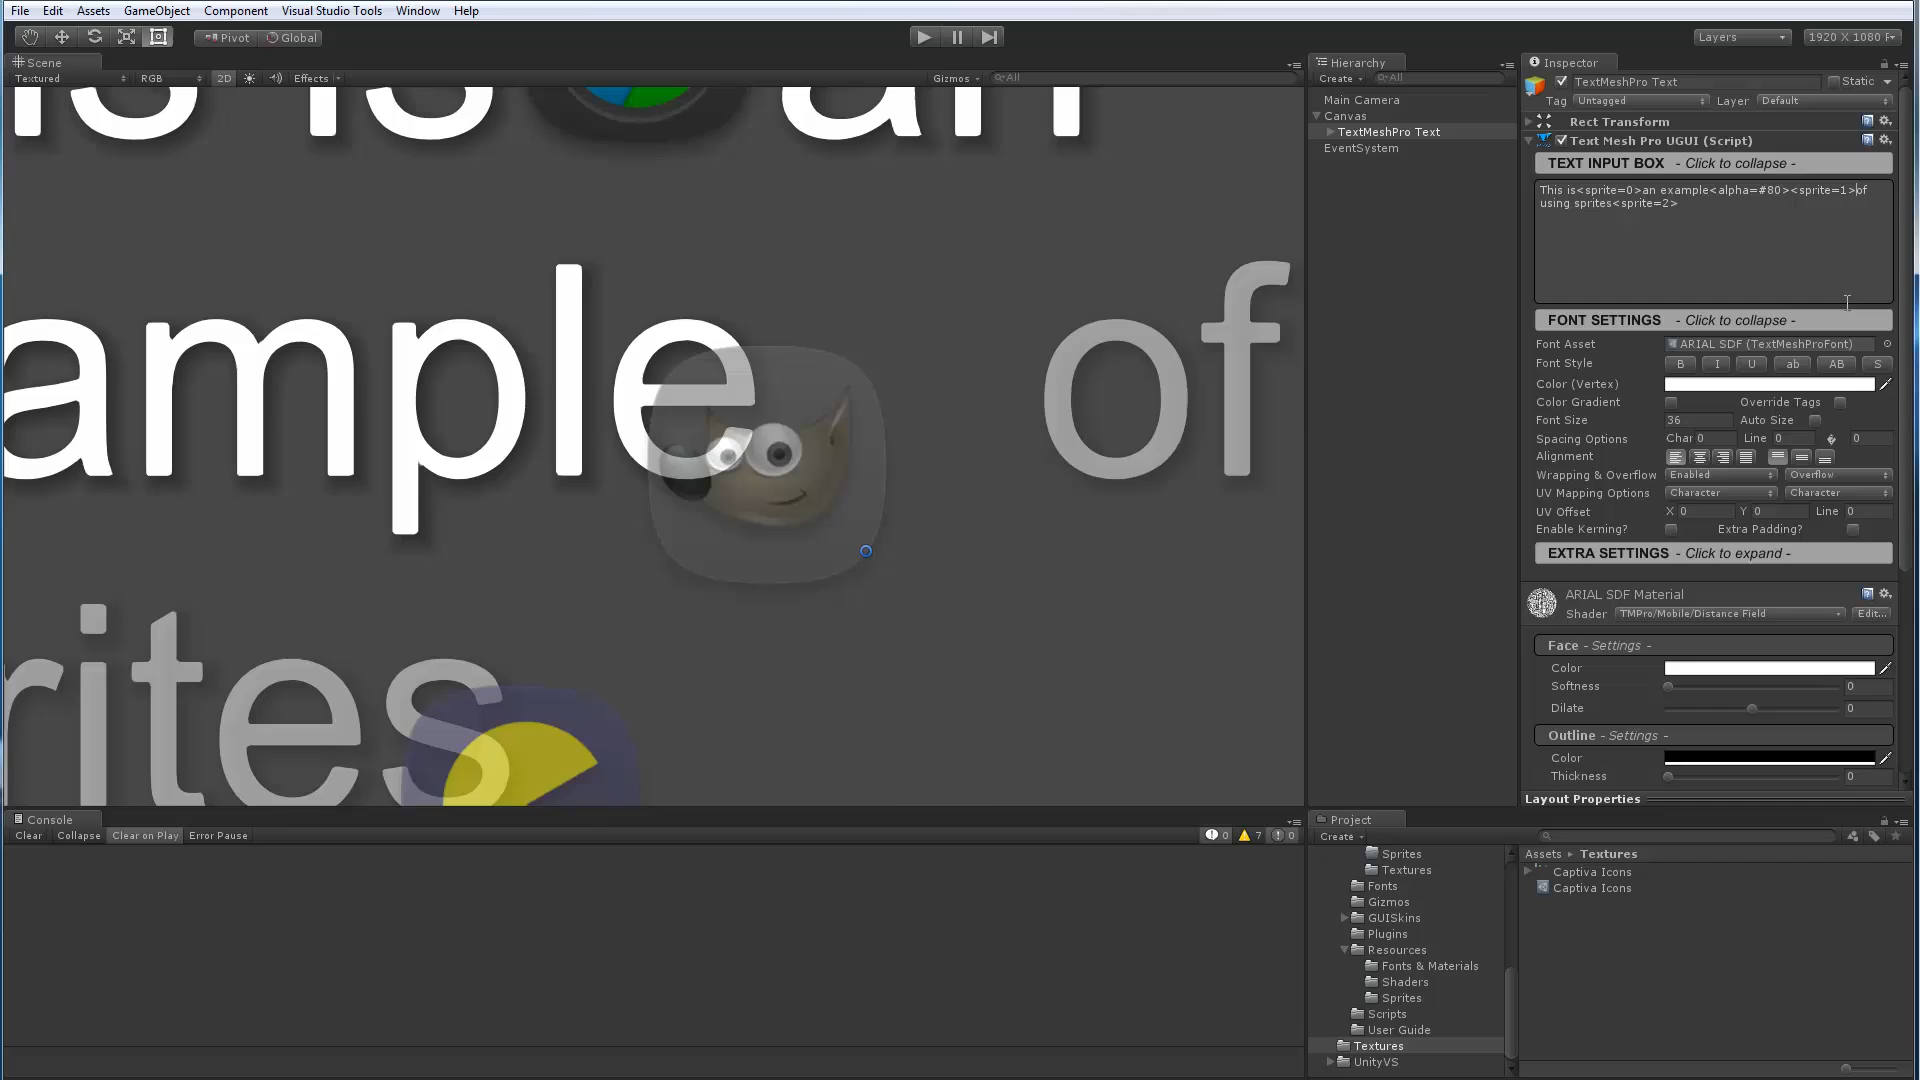 File Edit Assets GameObject Component Visual Studio Tools Window Help
Pivot Global
Layers 1920 X 1080
Scene
Textured RGB 2D Effects Gizmos All
is is an
ample of
rites
Hierarchy
Create All
Main Camera
Canvas
TextMeshPro Text
EventSystem
Inspector
TextMeshPro Text Static
Tag Untagged Layer Default
Rect Transform
Text Mesh Pro UGUI (Script)
TEXT INPUT BOX - Click to collapse -
This is<sprite=0>an example<alpha=#80><sprite=1>of
using sprites<sprite=2>
FONT SETTINGS - Click to collapse -
Font Asset ARIAL SDF (TextMeshProFont)
Font Style B I U ab AB S
Color (Vertex)
Color Gradient Override Tags
Font Size 36 Auto Size
Spacing Options Char 0 Line 0 0
Alignment
Wrapping & Overflow Enabled Overflow
UV Mapping Options Character Character
UV Offset X 0 Y 0 Line 0
Enable Kerning? Extra Padding?
EXTRA SETTINGS - Click to expand -
ARIAL SDF Material
Shader TMPro/Mobile/Distance Field Edit...
Face - Settings -
Color
Softness 0
Dilate 0
Outline - Settings -
Color
Thickness 0
Layout Properties
Console
Clear Collapse Clear on Play Error Pause 0 7 0
Project
Create
Sprites
Textures
Fonts
Gizmos
GUISkins
Plugins
Resources
Fonts & Materials
Shaders
Sprites
Scripts
User Guide
Textures
UnityVS
Assets Textures
Captiva Icons
Captiva Icons